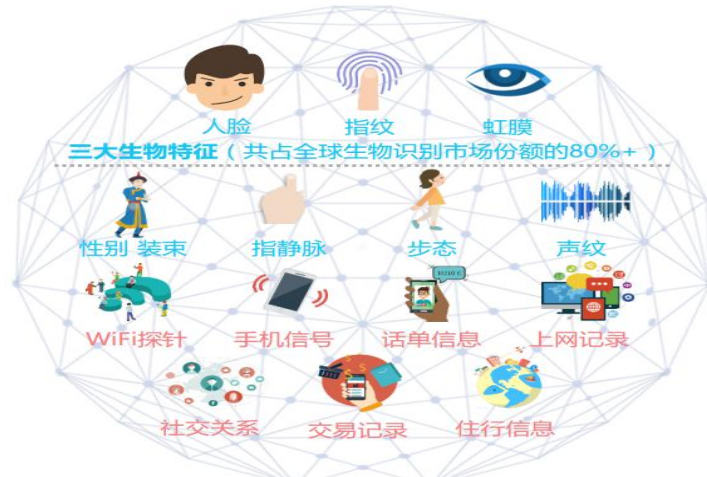 人脸 指纹 虹膜
三大生物特征（共占全球生物识别市场份额的80%+）
性别 装束 指静脉 步态 声纹
WiFi探针 手机信号 话单信息 上网记录
社交关系 交易记录 住行信息